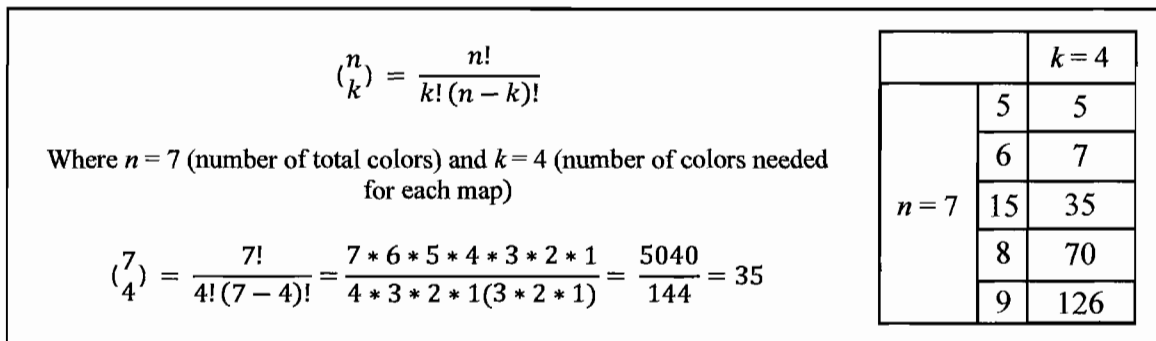 (n k) = n! / k! (n − k)!
Where n = 7 (number of total colors) and k = 4 (number of colors needed
for each map)
(7 4) = 7! / 4! (7 − 4)! = 7 * 6 * 5 * 4 * 3 * 2 * 1 / 4 * 3 * 2 * 1(3 * 2 * 1) = 5040 / 144 = 35
k = 4
5 5
6 7
n = 7 15 35
8 70
9 126